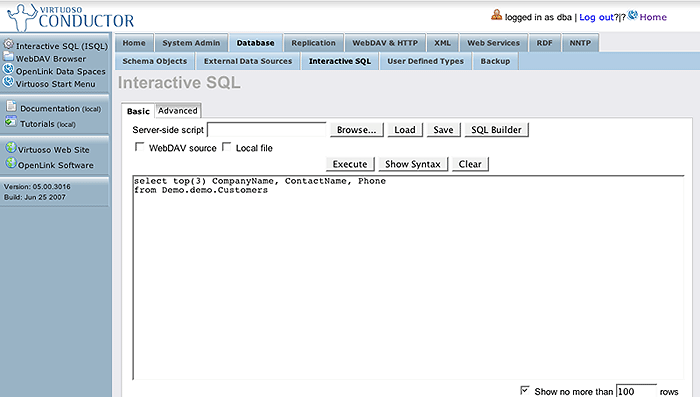 VIRTUOSO
CONDUCTOR
logged in as dba | Log out?|? Home
Interactive SQL (ISQL)
WebDAV Browser
OpenLink Data Spaces
Virtuoso Start Menu
Documentation (local)
Tutorials (local)
Virtuoso Web Site
OpenLink Software
Version: 05.00.3016
Build: Jun 25 2007
Home System Admin Database Replication WebDAV & HTTP XML Web Services RDF NNTP
Schema Objects External Data Sources Interactive SQL User Defined Types Backup
Interactive SQL
Basic Advanced
Server-side script Browse... Load Save SQL Builder
WebDAV source Local file
Execute Show Syntax Clear
select top(3) CompanyName, ContactName, Phone
from Demo.demo.Customers
Show no more than 100 rows